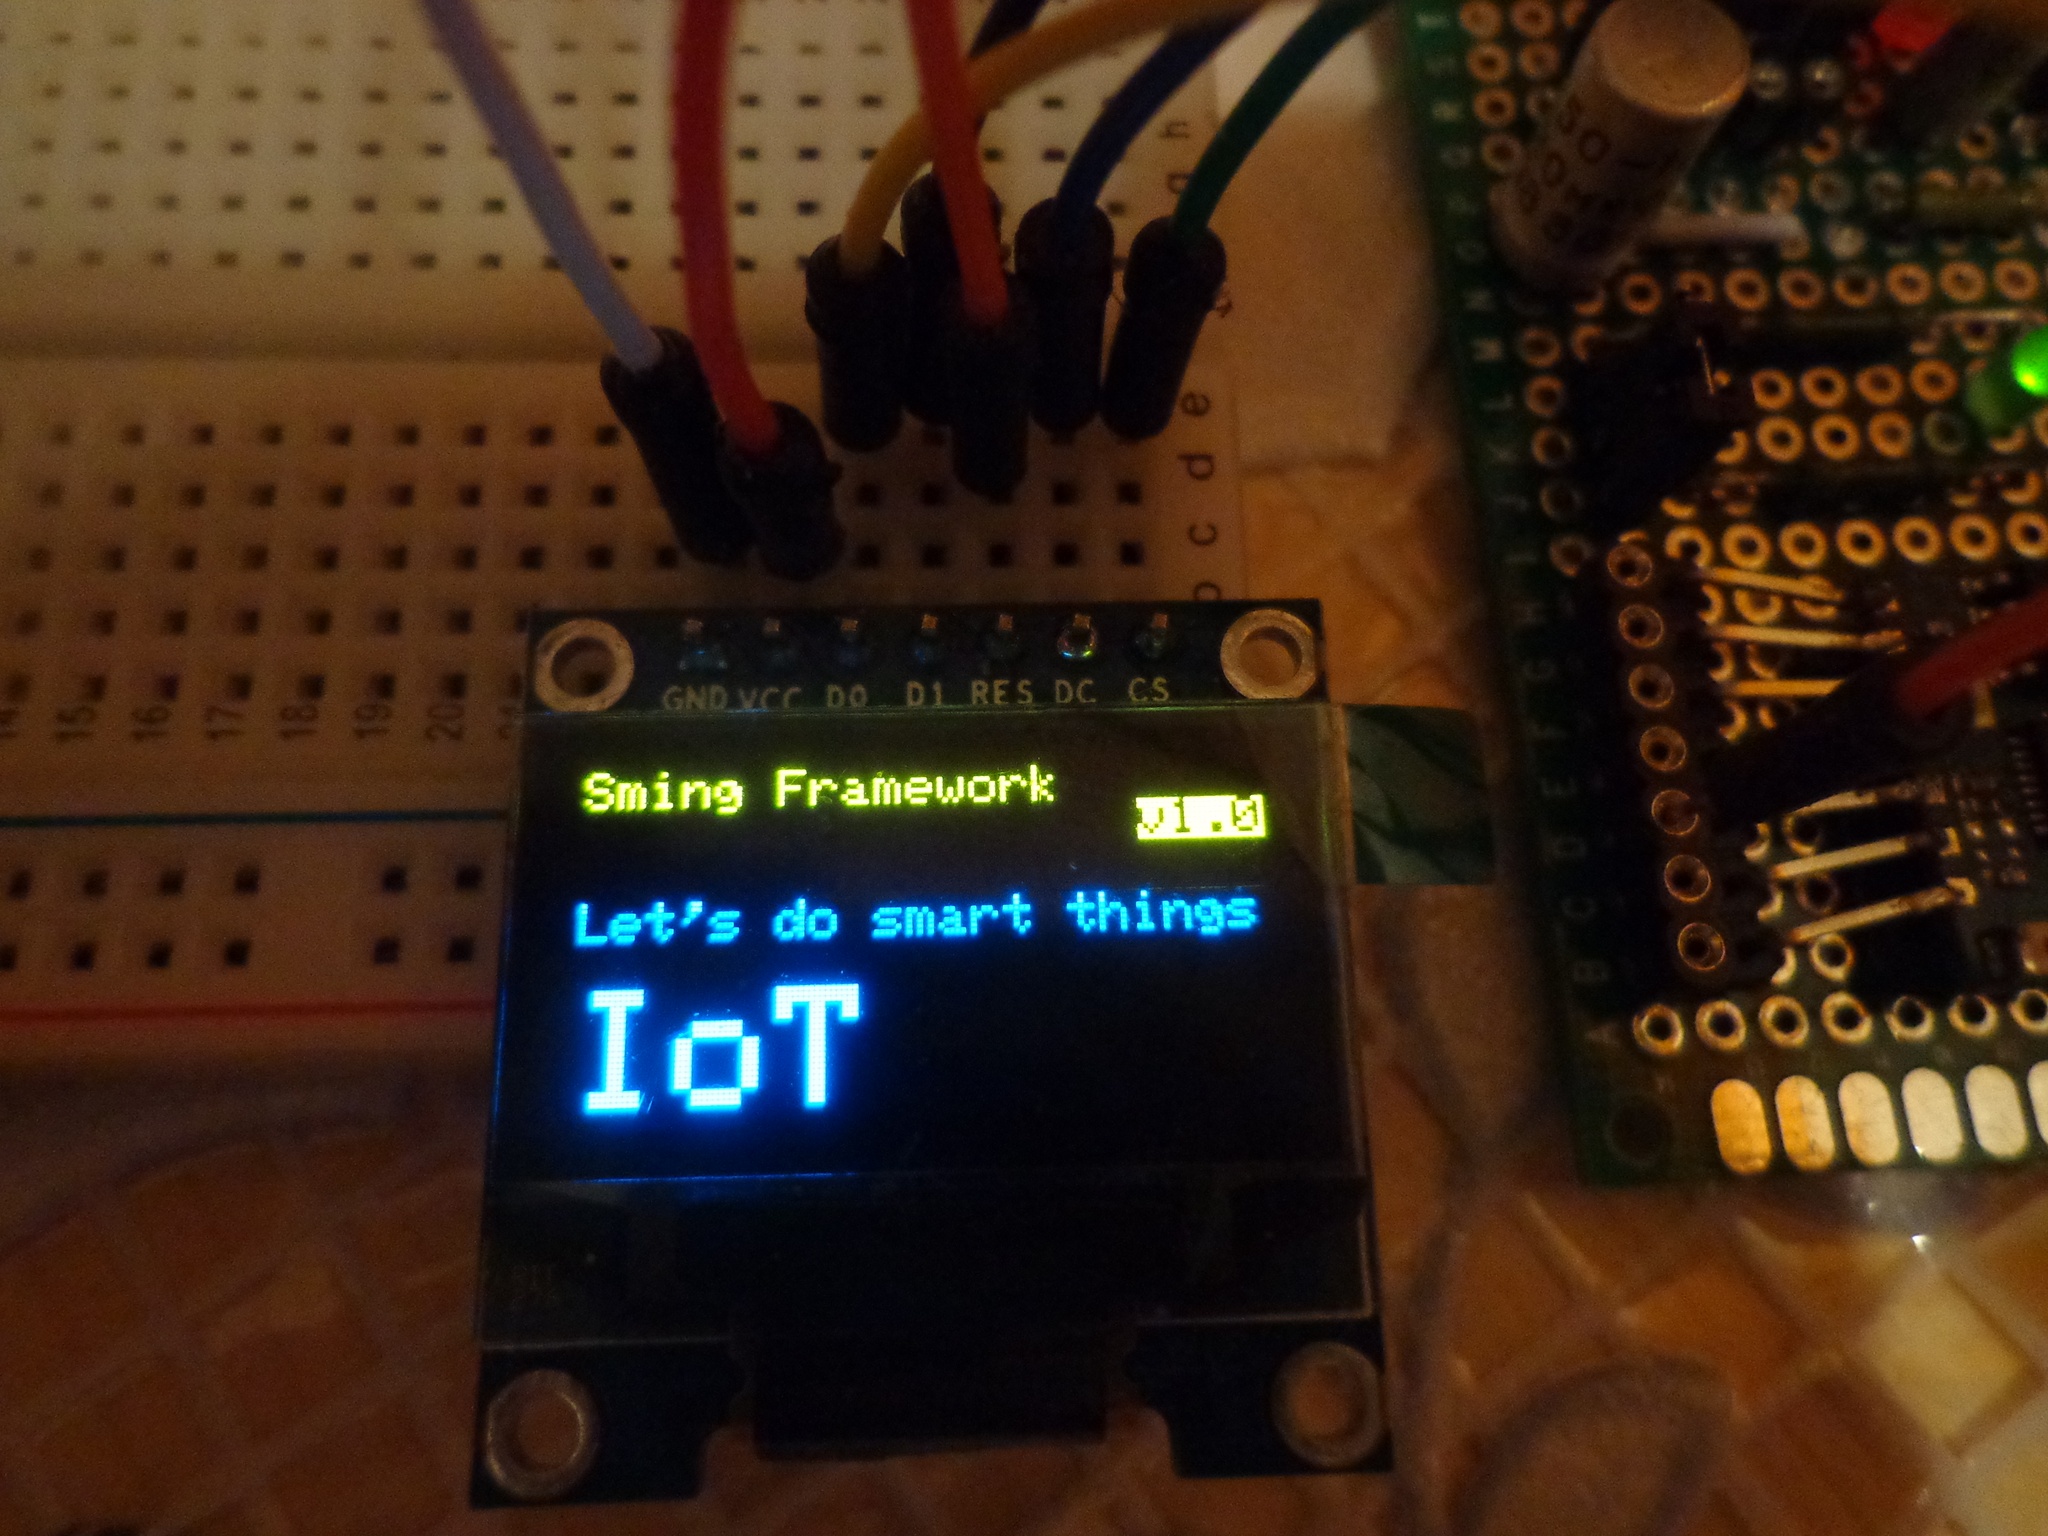 h
g
e
d
c
b
14 15 16 17 18 19 20
GND VCC D0 D1 RES DC CS
Sming Framework
v1.0
Let's do smart things
IoT
T S R Q P O N M L K J I H G F E D C B A